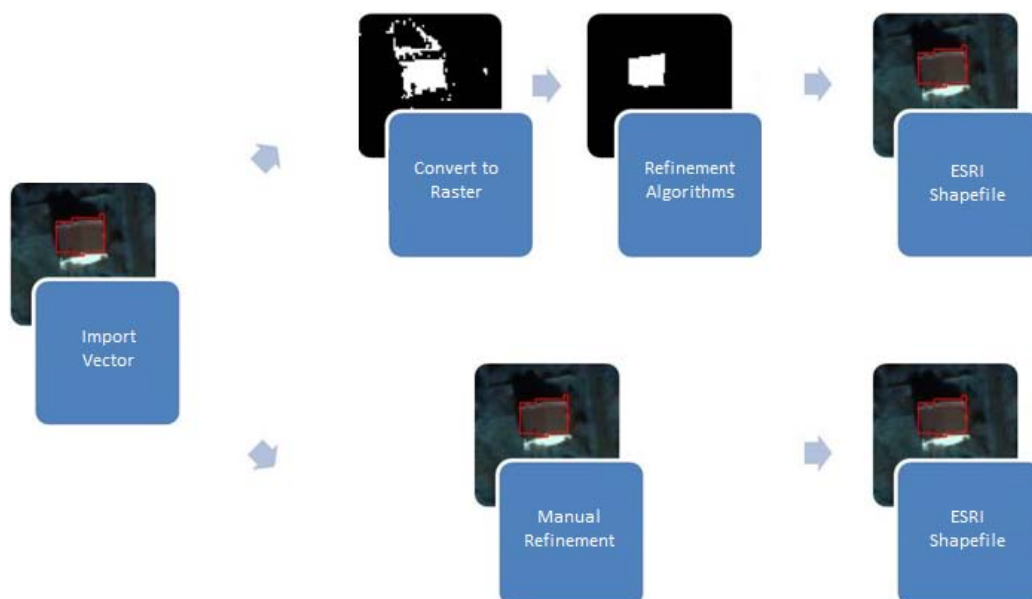 Convert to
Raster
Refinement
Algorithms
ESRI
Shapefile
Import
Vector
Manual
Refinement
ESRI
Shapefile